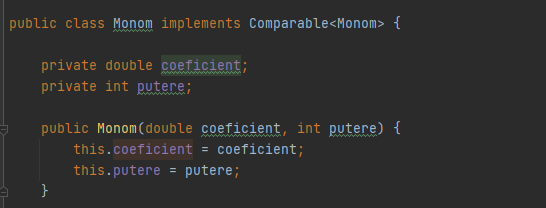 public class Monom implements Comparable<Monom> {
private double coeficient;
private int putere;
public Monom(double coeficient, int putere) {
this.coeficient = coeficient;
this.putere = putere;
}